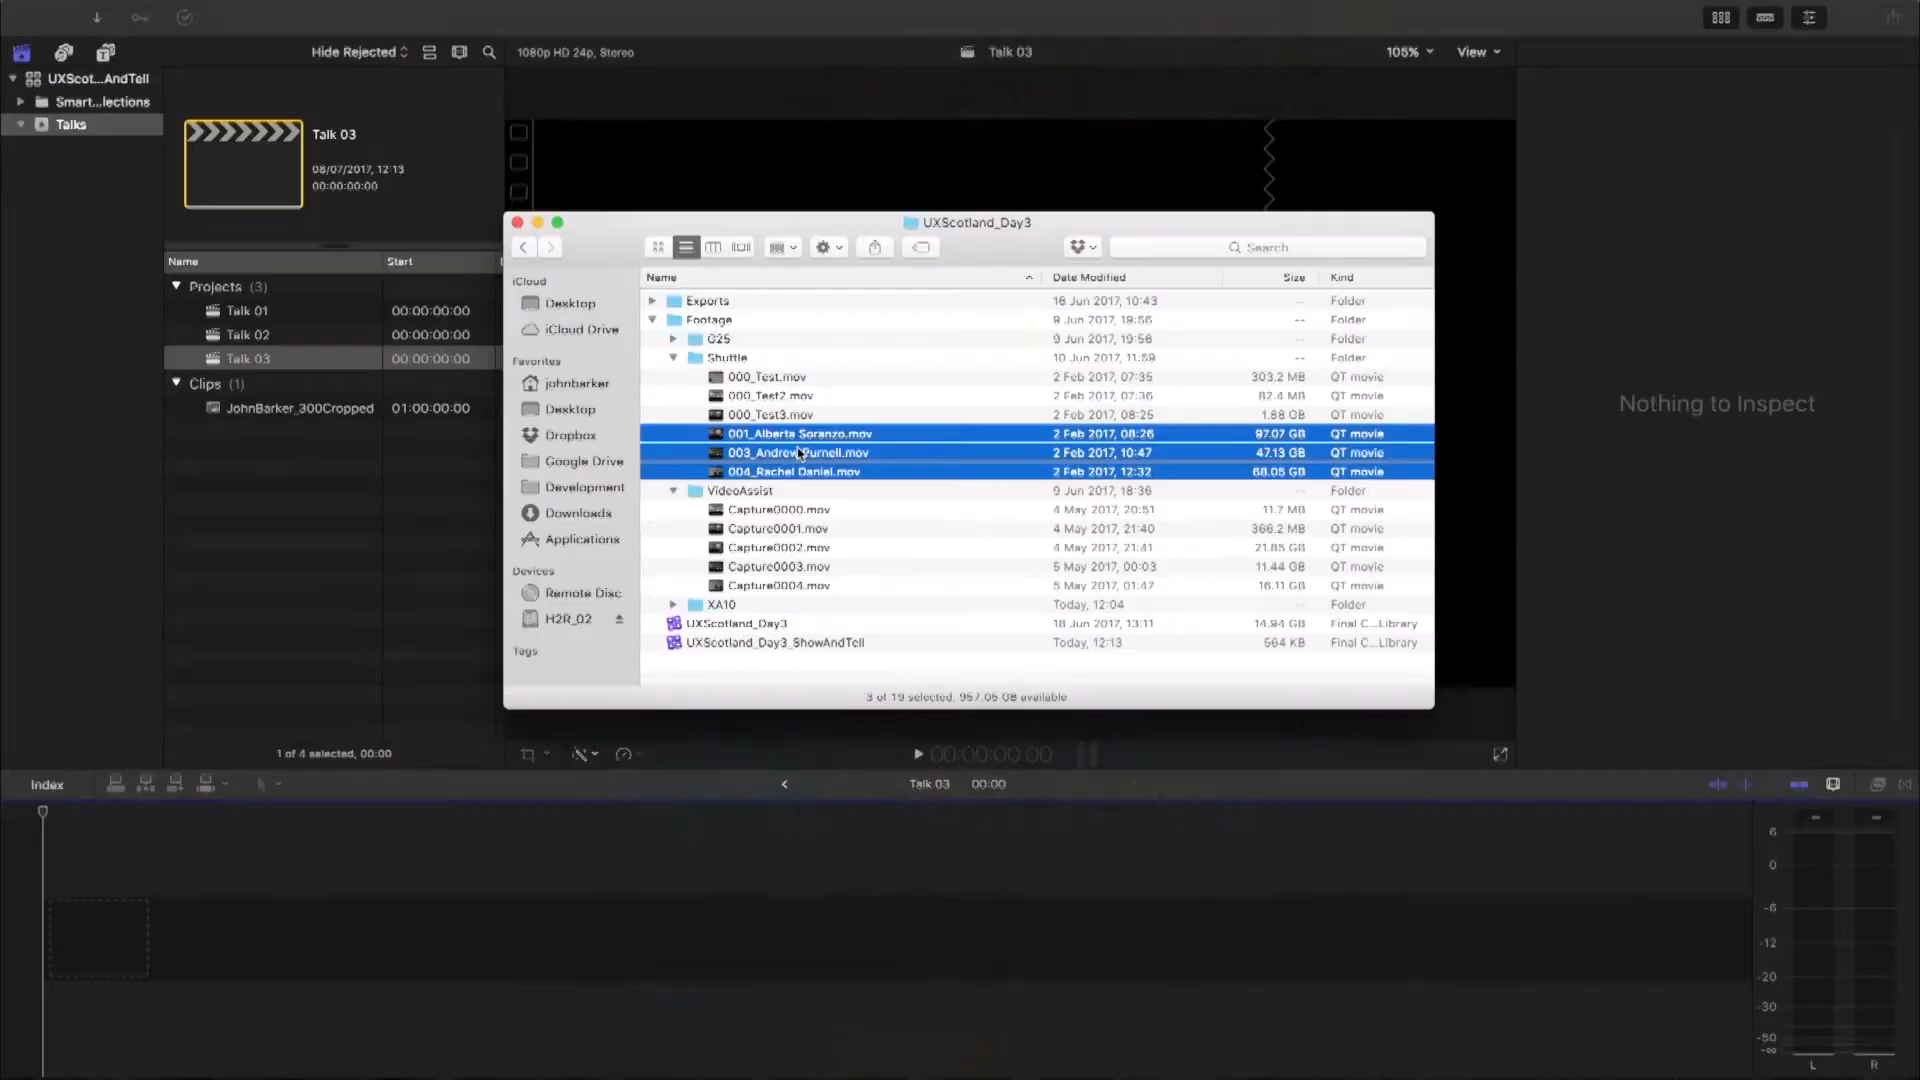 Hide Rejected
1080p HD 24p, Stereo
Talk 03
105%
View
UXScot...AndTell
Smart...lections
Talks
Talk 03
08/07/2017, 12:13
00:00:00:00
Name Start
Projects (3)
Talk 01 00:00:00:00
Talk 02 00:00:00:00
Talk 03 00:00:00:00
Clips (1)
JohnBarker_300Cropped 01:00:00:00
1 of 4 selected, 00:00
UXScotland_Day3
Search
iCloud
Desktop
iCloud Drive
Favorites
johnbarker
Desktop
Dropbox
Google Drive
Development
Downloads
Applications
Devices
Remote Disc
H2R_02
Tags
Name Date Modified Size Kind
Exports 16 Jun 2017, 10:43 -- Folder
Footage 9 Jun 2017, 19:56 -- Folder
G25 9 Jun 2017, 19:56 -- Folder
Shuttle 10 Jun 2017, 11:59 -- Folder
000_Test.mov 2 Feb 2017, 07:35 303.2 MB QT movie
000_Test2.mov 2 Feb 2017, 07:36 82.4 MB QT movie
000_Test3.mov 2 Feb 2017, 08:25 1.88 GB QT movie
001_Alberta Soranzo.mov 2 Feb 2017, 08:26 97.07 GB QT movie
003_Andrew Purnell.mov 2 Feb 2017, 10:47 47.13 GB QT movie
004_Rachel Daniel.mov 2 Feb 2017, 12:32 68.05 GB QT movie
VideoAssist 9 Jun 2017, 18:36 -- Folder
Capture0000.mov 4 May 2017, 20:51 11.7 MB QT movie
Capture0001.mov 4 May 2017, 21:40 366.2 MB QT movie
Capture0002.mov 4 May 2017, 21:41 21.85 GB QT movie
Capture0003.mov 5 May 2017, 00:03 11.44 GB QT movie
Capture0004.mov 5 May 2017, 01:47 16.11 GB QT movie
XA10 Today, 12:04 -- Folder
UXScotland_Day3 18 Jun 2017, 13:11 14.94 GB Final C...Library
UXScotland_Day3_ShowAndTell Today, 12:13 564 KB Final C...Library
3 of 19 selected, 957.05 GB available
Nothing to Inspect
00:00:00:00
Index
Talk 03 00:00
6
0
-6
-12
-20
-30
-50
-∞
L R